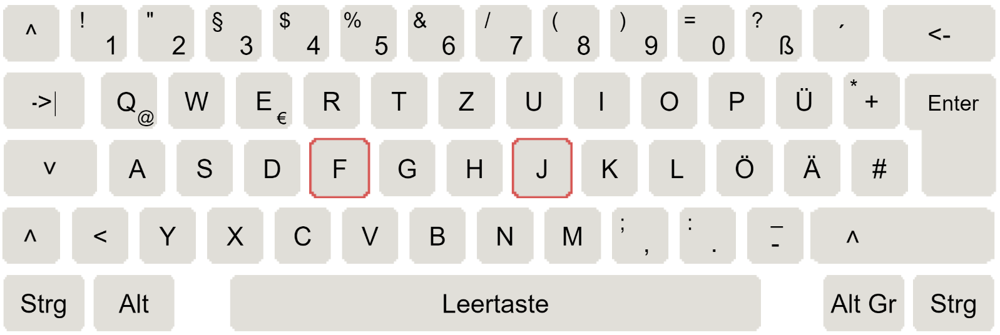 ^ ! 1 " 2 § 3 $ 4 % 5 & 6 / 7 ( 8 ) 9 = 0 ? ß ´ <-
->| Q @ W E € R T Z U I O P Ü * + Enter
v A S D F G H J K L Ö Ä #
^ < Y X C V B N M ; , : . _ - ^
Strg Alt Leertaste Alt Gr Strg